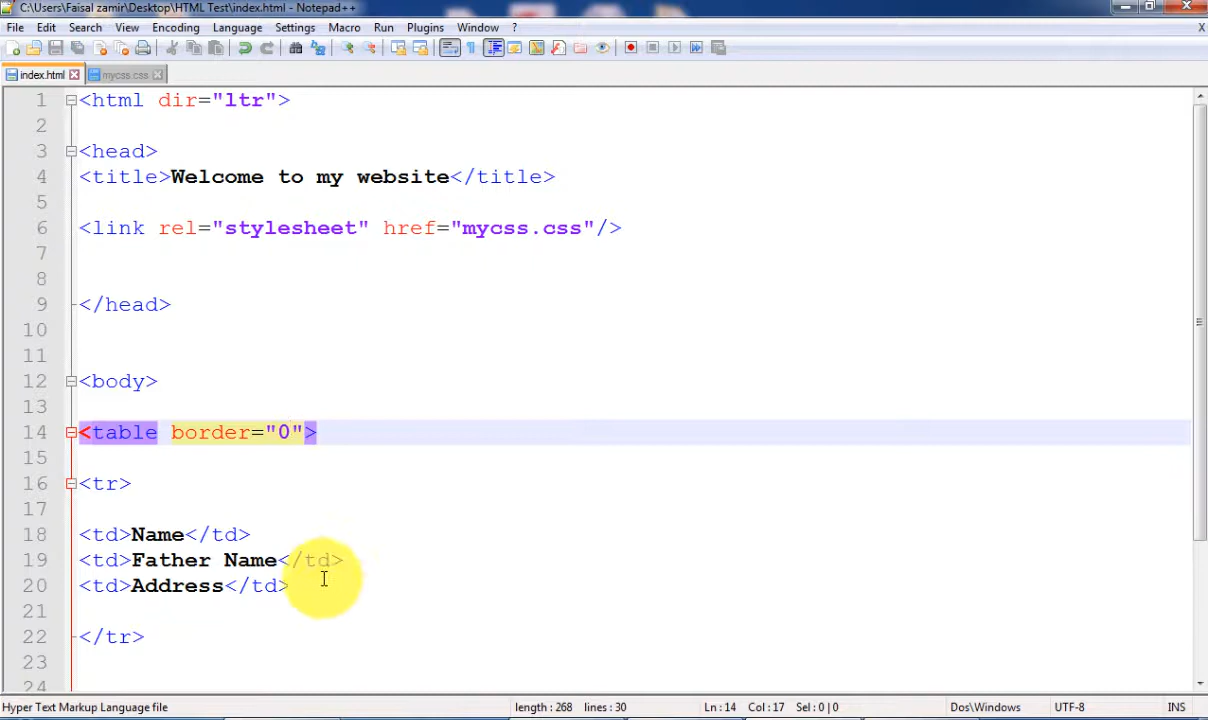 C:\Users\Faisal zamir\Desktop\HTML Test\index.html - Notepad++
File Edit Search View Encoding Language Settings Macro Run Plugins Window ? X
index.html mycss.css
1 <html dir="ltr">
2
3 <head>
4 <title>Welcome to my website</title>
5
6 <link rel="stylesheet" href="mycss.css"/>
7
8
9 </head>
10
11
12 <body>
13
14 <table border="0">
15
16 <tr>
17
18 <td>Name</td>
19 <td>Father Name</td>
20 <td>Address</td>
21
22 </tr>
23
24
Hyper Text Markup Language file length : 268 lines : 30 Ln : 14 Col : 17 Sel : 0 | 0 Dos\Windows UTF-8 INS